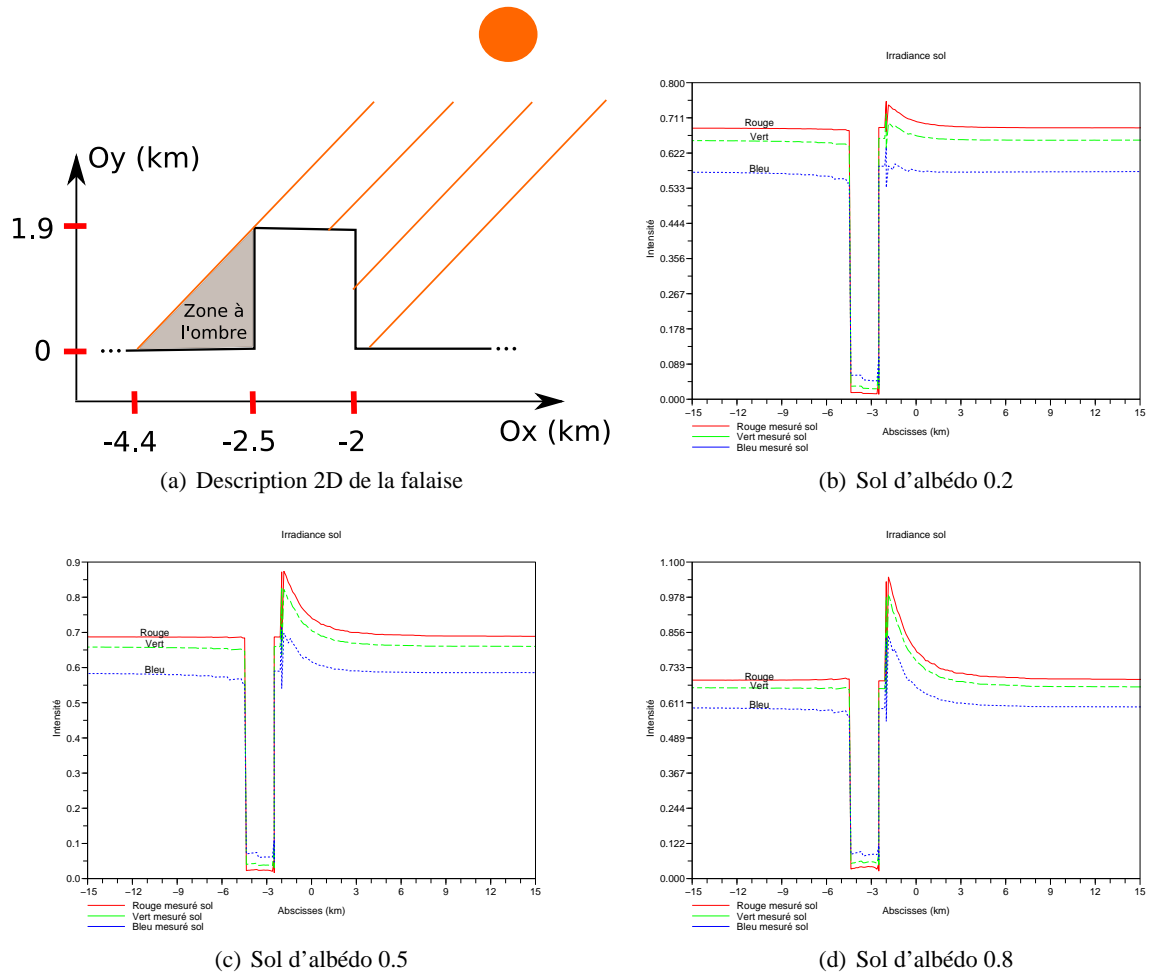 Oy (km)
1.9
Zone à
l'ombre
0
...
...
-4.4
-2.5
-2
Ox (km)
(a) Description 2D de la falaise
Irradiance sol
0.800
0.711
0.622
0.533
0.444
0.356
0.267
0.178
0.089
0.000
Intensité
Rouge
Vert
Bleu
−15 −12 −9 −6 −3 0 3 6 9 12 15
Abscisses (km)
Rouge mesuré sol
Vert mesuré sol
Bleu mesuré sol
(b) Sol d'albédo 0.2
Irradiance sol
0.9
0.8
0.7
0.6
0.5
0.4
0.3
0.2
0.1
0.0
Intensité
Rouge
Vert
Bleu
−15 −12 −9 −6 −3 0 3 6 9 12 15
Abscisses (km)
Rouge mesuré sol
Vert mesuré sol
Bleu mesuré sol
(c) Sol d'albédo 0.5
Irradiance sol
1.100
0.978
0.856
0.733
0.611
0.489
0.367
0.244
0.122
0.000
Intensité
Rouge
Vert
Bleu
−15 −12 −9 −6 −3 0 3 6 9 12 15
Abscisses (km)
Rouge mesuré sol
Vert mesuré sol
Bleu mesuré sol
(d) Sol d'albédo 0.8